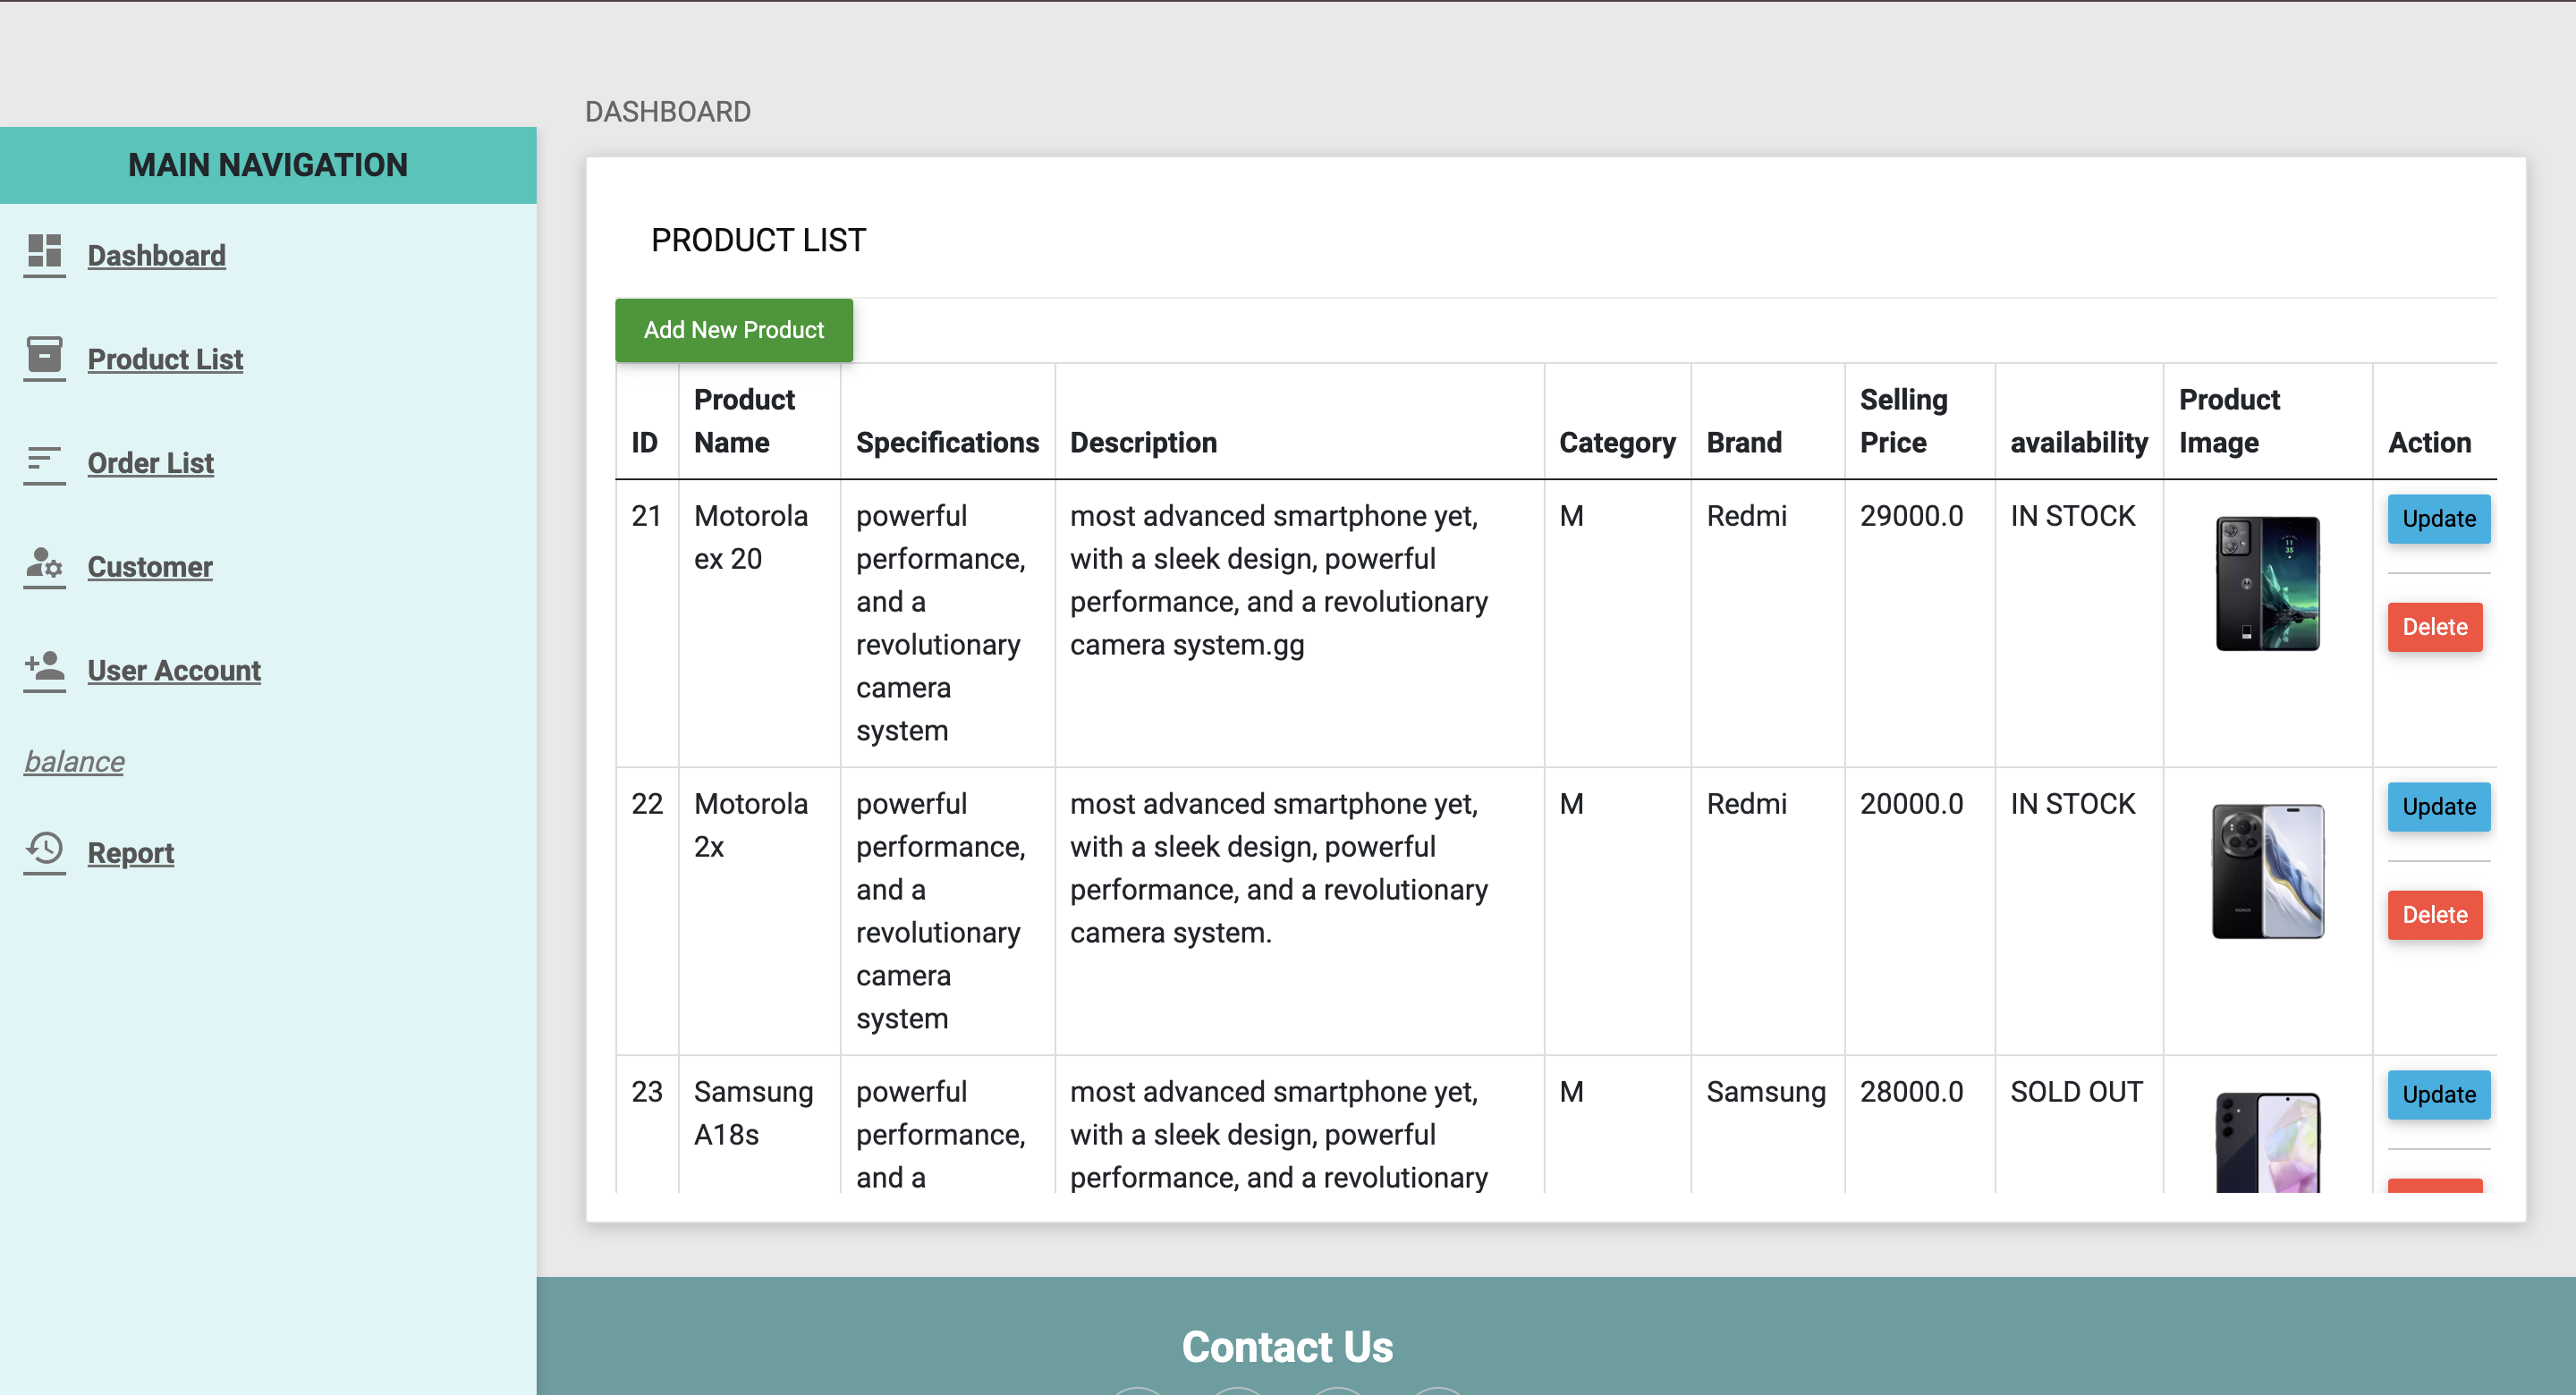 DASHBOARD
MAIN NAVIGATION
Dashboard
Product List
Order List
Customer
User Account
balance
Report
PRODUCT LIST
Add New Product
ID Product Name Specifications Description Category Brand Selling Price availability Product Image Action
21 Motorola powerful most advanced smartphone yet, M Redmi 29000.0 IN STOCK Update
ex 20 performance, with a sleek design, powerful
and a performance, and a revolutionary Delete
revolutionary camera system.gg
camera
system
22 Motorola powerful most advanced smartphone yet, M Redmi 20000.0 IN STOCK Update
2x performance, with a sleek design, powerful
and a performance, and a revolutionary Delete
revolutionary camera system.
camera
system
23 Samsung powerful most advanced smartphone yet, M Samsung 28000.0 SOLD OUT Update
A18s performance, with a sleek design, powerful
and a performance, and a revolutionary
Contact Us